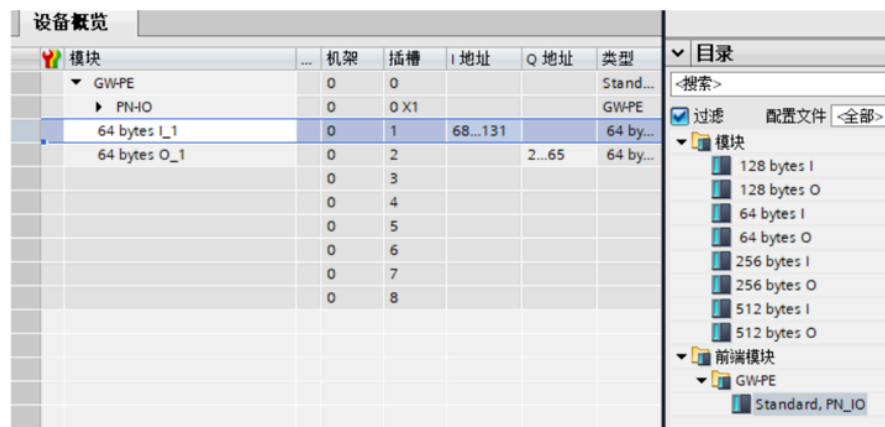 设备概览
模块 ... 机架 插槽 I 地址 Q 地址 类型
GW-PE 0 0 Stand...
PN-IO 0 0 X1 GW-PE
64 bytes I_1 0 1 68...131 64 by...
64 bytes O_1 0 2 2...65 64 by...
0 3
0 4
0 5
0 6
0 7
0 8
目录
<搜索>
过滤 配置文件 <全部>
模块
128 bytes I
128 bytes O
64 bytes I
64 bytes O
256 bytes I
256 bytes O
512 bytes I
512 bytes O
前端模块
GW-PE
Standard, PN_IO